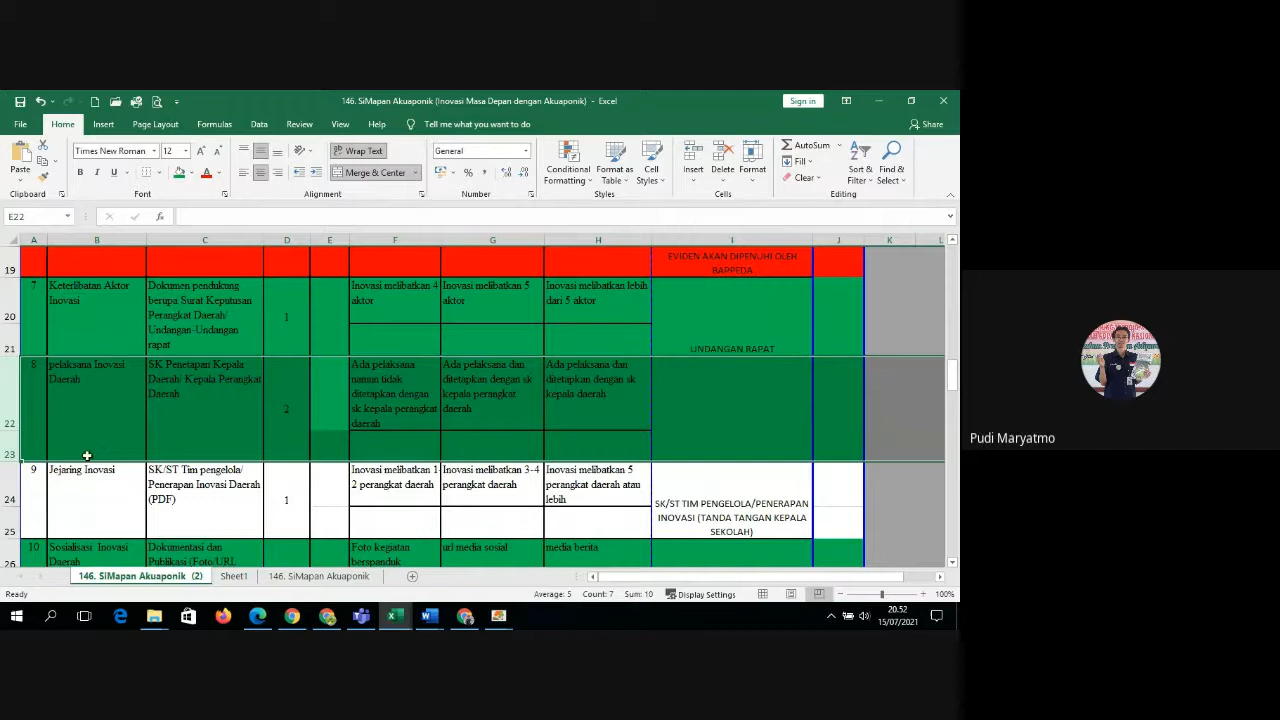 146. SiMapan Akuaponik (Inovasi Masa Depan dengan Akuaponik) - Excel
Sign in
File Home Insert Page Layout Formulas Data Review View Help Tell me what you want to do
Share
Paste
Times New Roman 12
B I U
Wrap Text
Merge & Center
General
% ,
Conditional Formatting
Format as Table
Cell Styles
Insert
Delete
Format
AutoSum
Fill
Clear
Sort & Filter
Find & Select
Clipboard Font Alignment Number Styles Cells Editing
E22
fx
A B C D E F G H I J K L
19
EVIDEN AKAN DIPENUHI OLEH
BAPPEDA
7
Keterlibatan Aktor
Inovasi
Dokumen pendukung
berupa Surat Keputusan
Perangkat Daerah/
Undangan-Undangan
rapat
1
Inovasi melibatkan 4
aktor
Inovasi melibatkan 5
aktor
Inovasi melibatkan lebih
dari 5 aktor
20
21
UNDANGAN RAPAT
8
pelaksana Inovasi
Daerah
SK Penetapan Kepala
Daerah/ Kepala Perangkat
Daerah
2
Ada pelaksana
namun tidak
ditetapkan dengan
sk kepala perangkat
daerah
Ada pelaksana dan
ditetapkan dengan sk
kepala perangkat
daerah
Ada pelaksana dan
ditetapkan dengan sk
kepala daerah
22
23
9
Jejaring Inovasi
SK/ST Tim pengelola/
Penerapan Inovasi Daerah
(PDF)
1
Inovasi melibatkan 1-
2 perangkat daerah
Inovasi melibatkan 3-4
perangkat daerah
Inovasi melibatkan 5
perangkat daerah atau
lebih
SK/ST TIM PENGELOLA/PENERAPAN
INOVASI (TANDA TANGAN KEPALA
SEKOLAH)
24
25
10
Sosialisasi Inovasi
Daerah
Dokumentasi dan
Publikasi (Foto/URL
Foto kegiatan
berspanduk
url media sosial
media berita
26
146. SiMapan Akuaponik (2) Sheet1 146. SiMapan Akuaponik
Ready
Average: 5 Count: 7 Sum: 10 Display Settings 100%
20.52
15/07/2021
Pudi Maryatmo